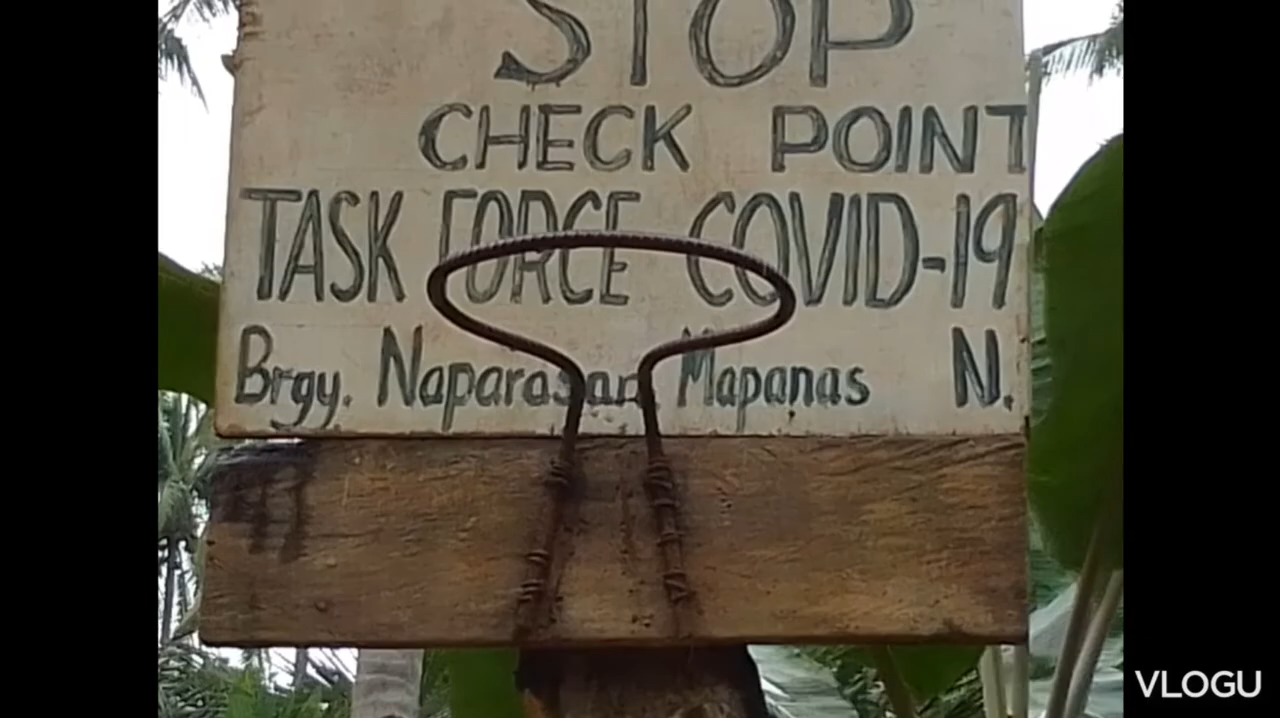 STOP
CHECK POINT
TASK FORCE COVID-19
Brgy. Naparasan Mapanas N.
VLOGU